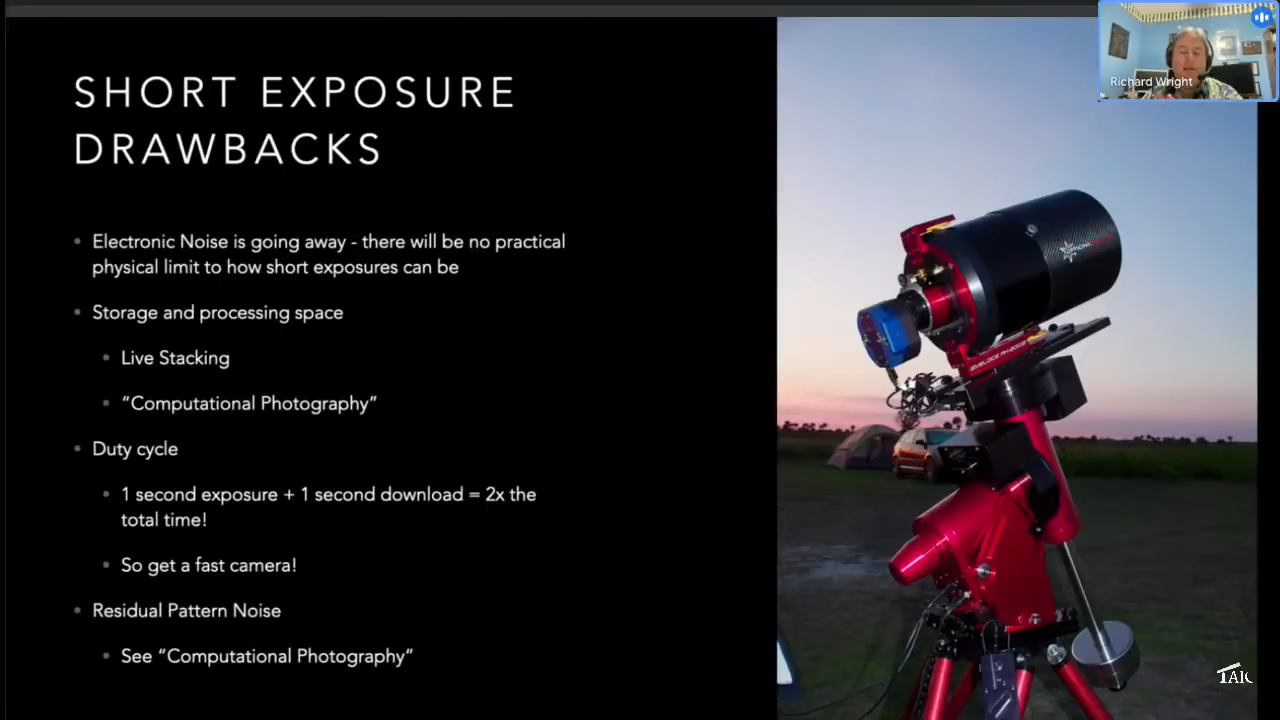 SHORT EXPOSURE
DRAWBACKS
Electronic Noise is going away - there will be no practical
physical limit to how short exposures can be
Storage and processing space
Live Stacking
“Computational Photography”
Duty cycle
1 second exposure + 1 second download = 2x the
total time!
So get a fast camera!
Residual Pattern Noise
See “Computational Photography”
Richard Wright